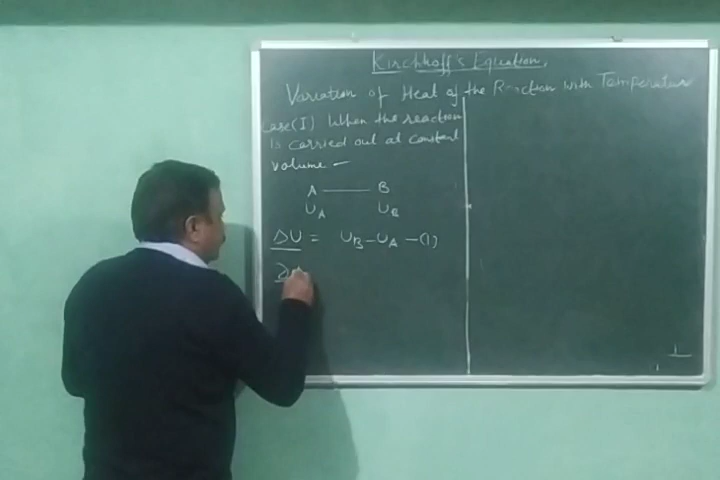 Kirchhoff's Equation,
Variation of Heat of the Reaction with Temperature
Case(I) When the reaction
is carried out at constant
volume -
A — B
U_A U_B
ΔU = U_B - U_A - (1)